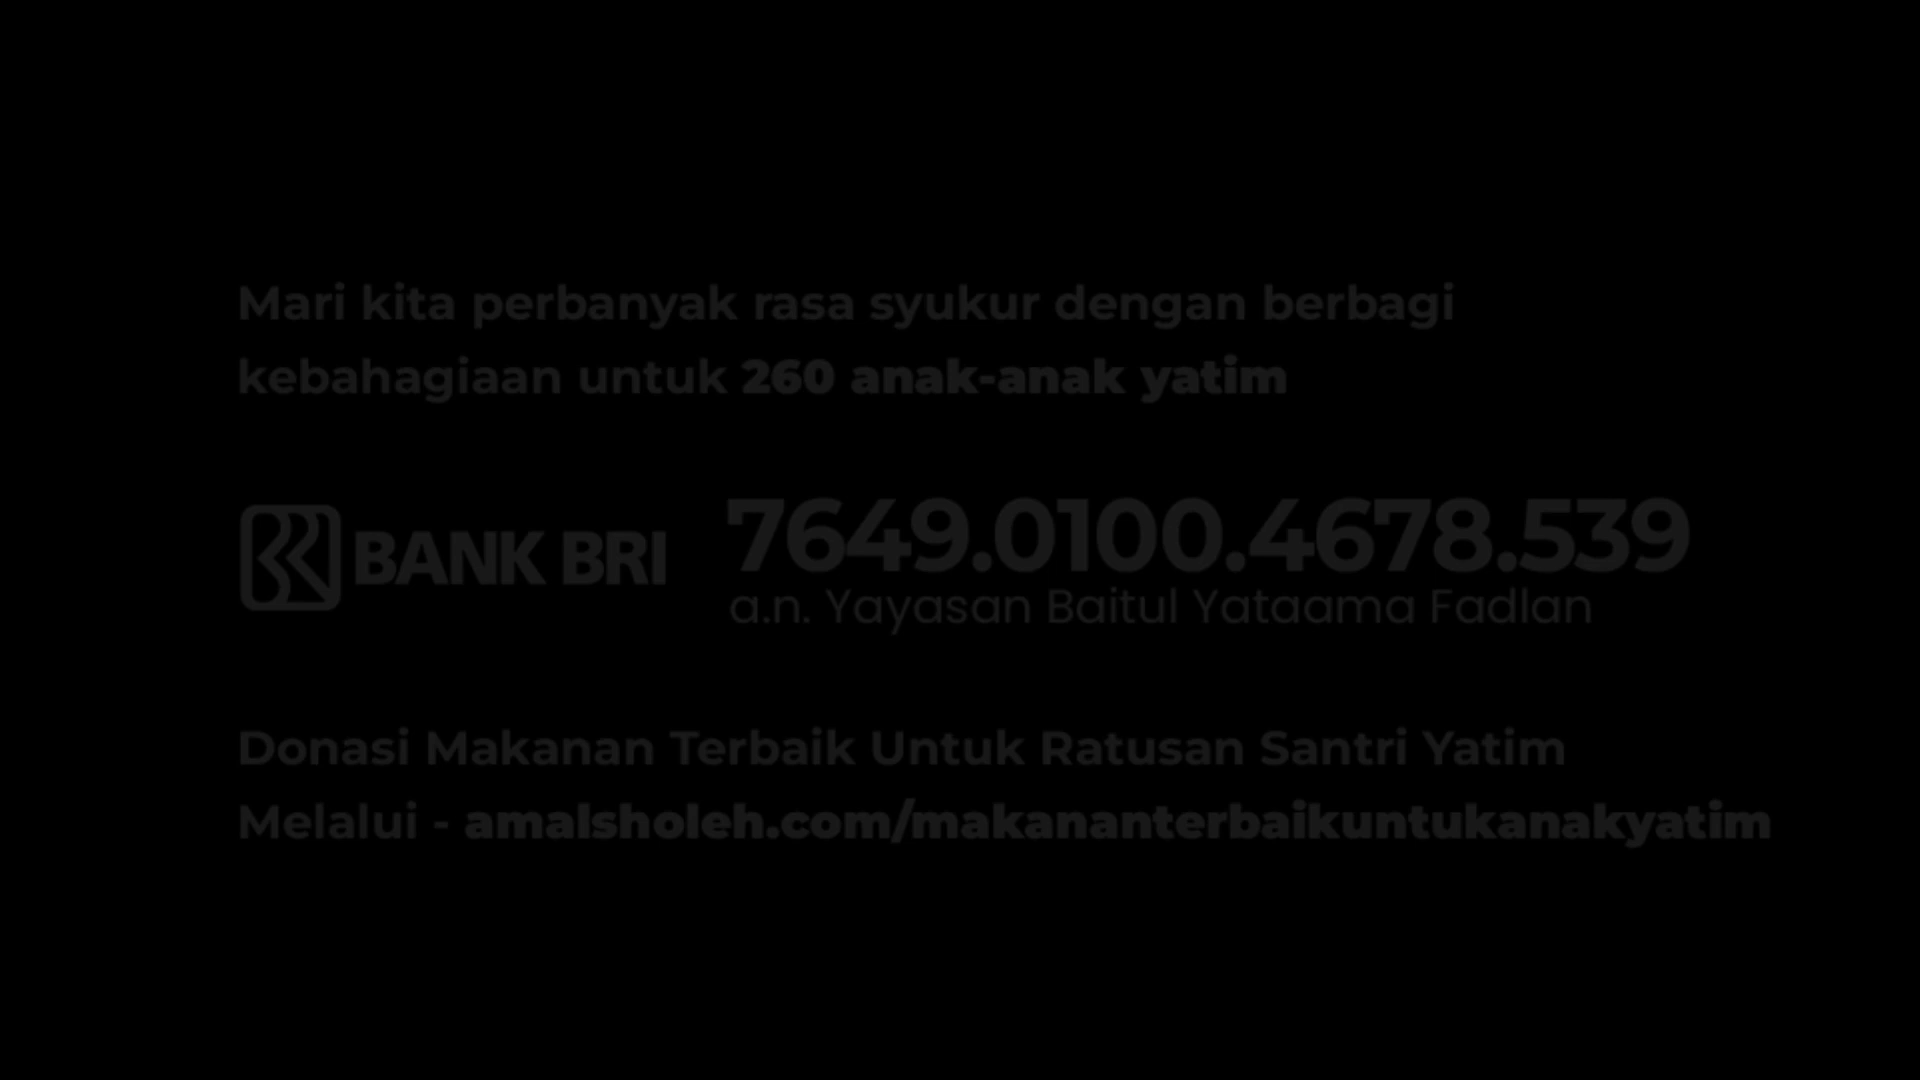 Mari kita perbanyak rasa syukur dengan berbagi
kebahagiaan untuk 260 anak-anak yatim
BANK BRI
7649.0100.4678.539
a.n. Yayasan Baitul Yataama Fadlan
Donasi Makanan Terbaik Untuk Ratusan Santri Yatim
Melalui - amalsholeh.com/makananterbaikuntukanakyatim